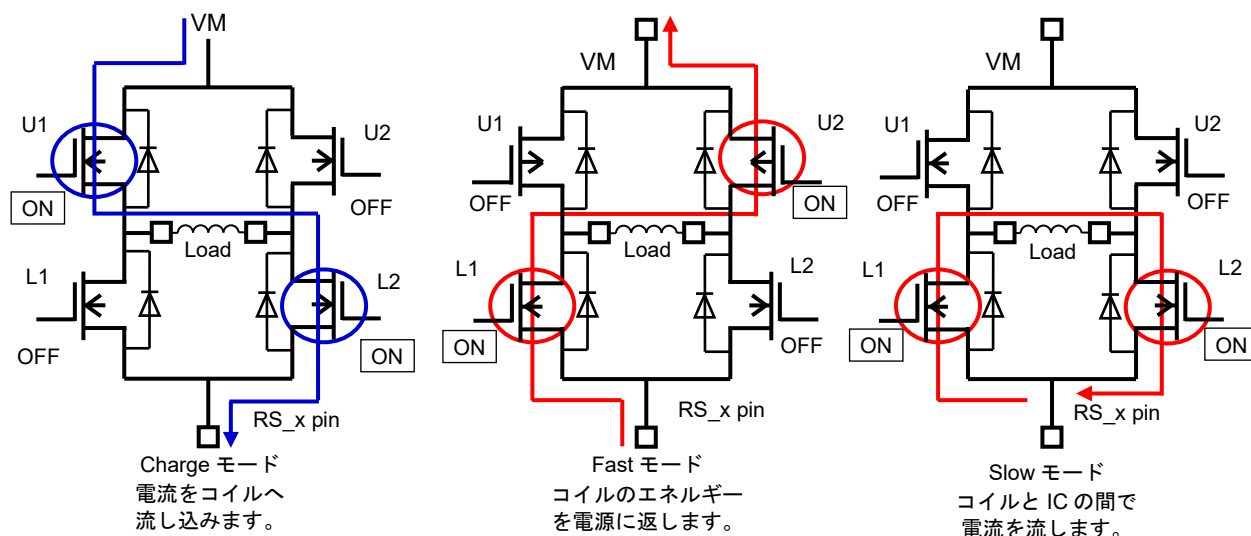 VM
U1
U2
ON
OFF
Load
L1
L2
OFF
ON
RS_x pin
Charge モード
電流をコイルへ
流し込みます。
VM
U1
U2
OFF
ON
Load
L1
L2
ON
OFF
RS_x pin
Fast モード
コイルのエネルギー
を電源に返します。
VM
U1
U2
OFF
OFF
Load
L1
L2
ON
ON
RS_x pin
Slow モード
コイルと IC の間で
電流を流します。